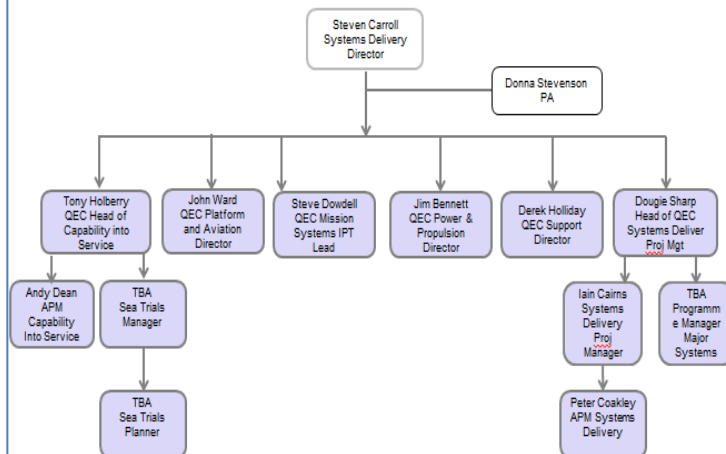 Steven Carroll
Systems Delivery
Director
Donna Stevenson
PA
Tony Holberry
QEC Head of
Capability into
Service
John Ward
QEC Platform
and Aviation
Director
Steve Dowdell
QEC Mission
Systems IPT
Lead
Jim Bennett
QEC Power &
Propulsion
Director
Derek Holliday
QEC Support
Director
Dougie Sharp
Head of QEC
Systems Deliver
Proj Mgt
Andy Dean
APM
Capability
Into Service
TBA
Sea Trials
Manager
Iain Cairns
Systems
Delivery
Proj
Manager
TBA
Programm
e Manager
Major
Systems
TBA
Sea Trials
Planner
Peter Coakley
APM Systems
Delivery